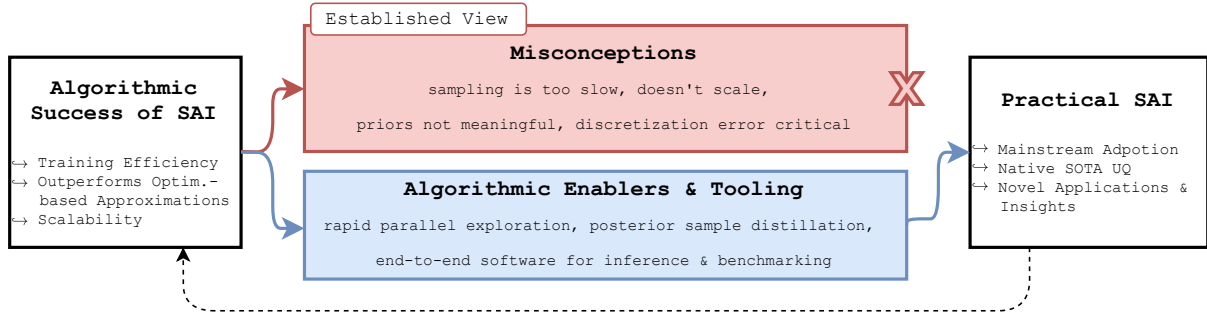 Established View
Algorithmic
Success of SAI
↪ Training Efficiency
↪ Outperforms Optim.-
based Approximations
↪ Scalability
Misconceptions
sampling is too slow, doesn't scale,
priors not meaningful, discretization error critical
X
Algorithmic Enablers & Tooling
rapid parallel exploration, posterior sample distillation,
end-to-end software for inference & benchmarking
Practical SAI
↪ Mainstream Adpotion
↪ Native SOTA UQ
↪ Novel Applications &
Insights